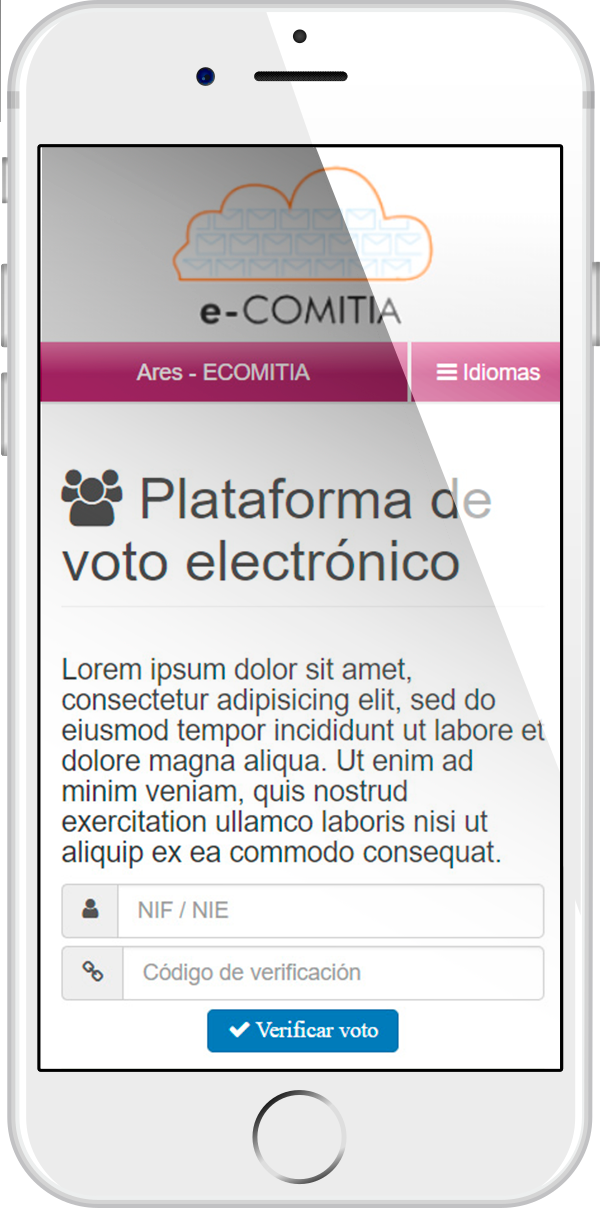 e-COMITIA
Ares - ECOMITIA
Idiomas
Plataforma de
voto electrónico
Lorem ipsum dolor sit amet,
consectetur adipisicing elit, sed do
eiusmod tempor incididunt ut labore et
dolore magna aliqua. Ut enim ad
minim veniam, quis nostrud
exercitation ullamco laboris nisi ut
aliquip ex ea commodo consequat.
NIF / NIE
Código de verificación
Verificar voto